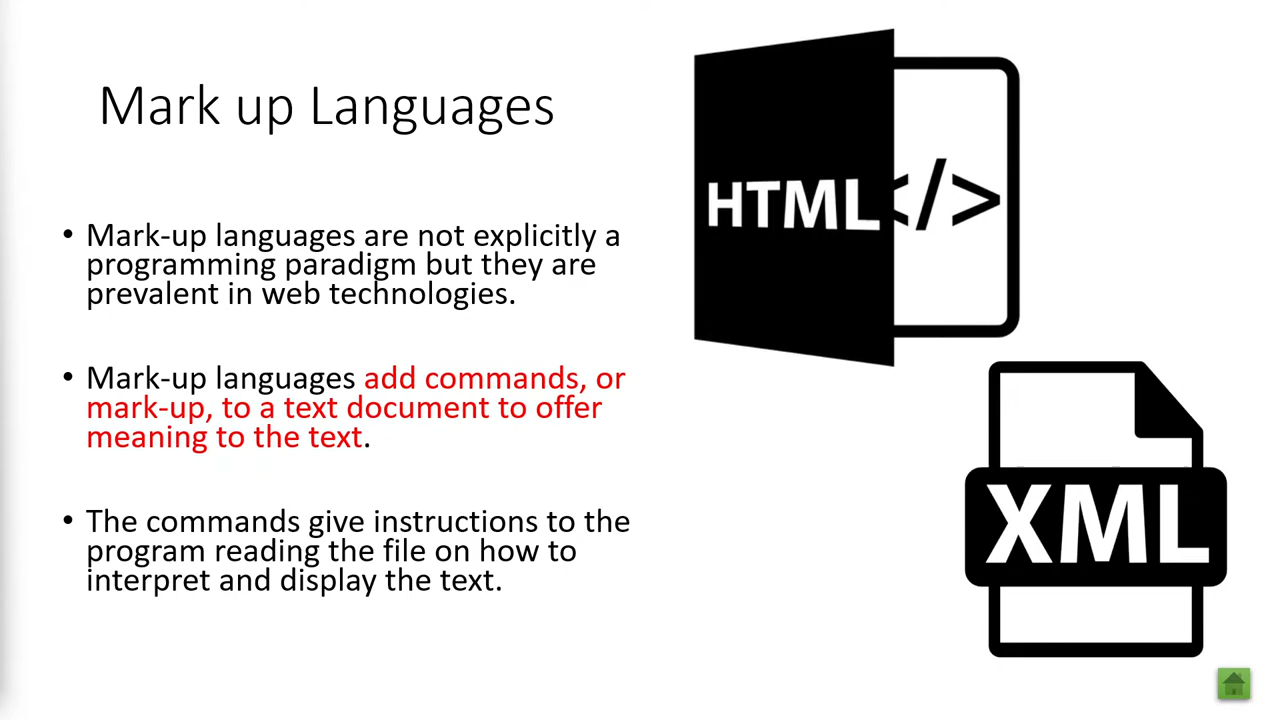 Mark up Languages
• Mark-up languages are not explicitly a
programming paradigm but they are
prevalent in web technologies.
• Mark-up languages add commands, or
mark-up, to a text document to offer
meaning to the text.
• The commands give instructions to the
program reading the file on how to
interpret and display the text.
HTML </>
XML